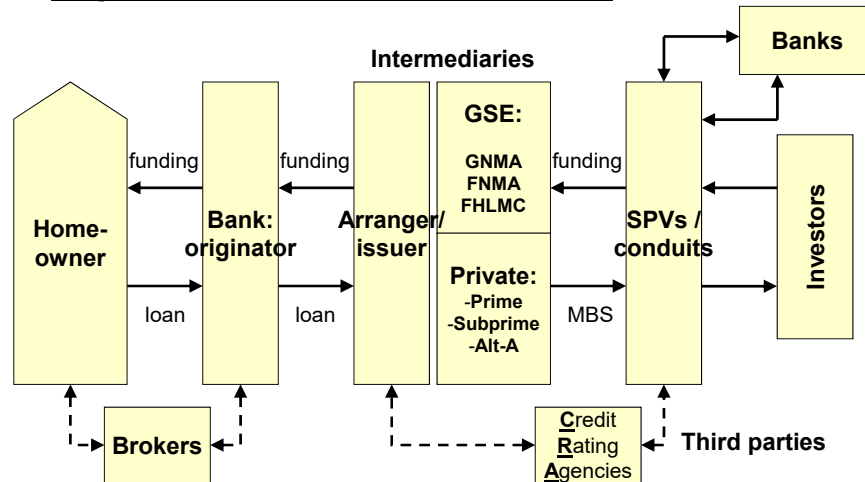 Intermediaries
Banks
GSE:
GNMA
FNMA
FHLMC
funding
funding
funding
Home-
owner
Bank:
originator
Arranger/
issuer
SPVs /
conduits
Investors
Private:
-Prime
-Subprime
-Alt-A
loan
loan
MBS
Brokers
Credit
Rating
Agencies
Third parties